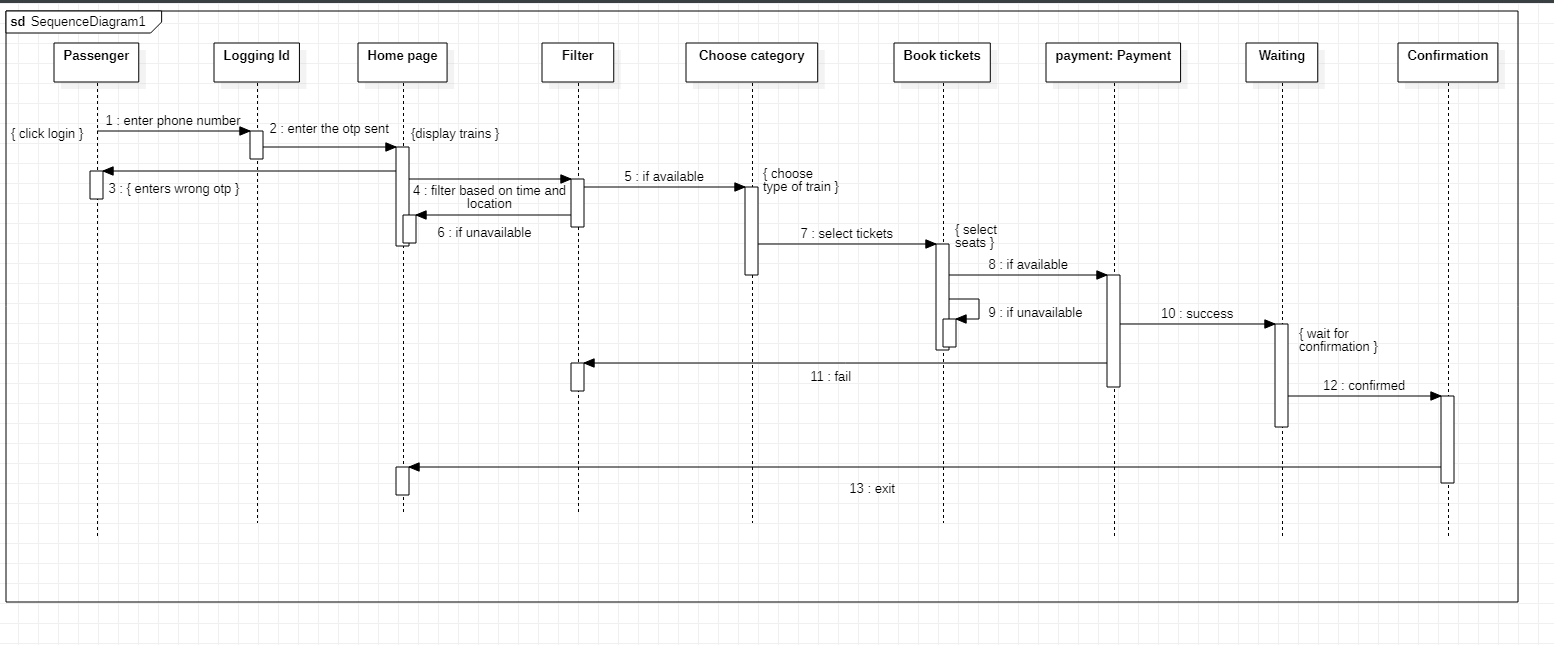 sd SequenceDiagram1
Passenger
Logging Id
Home page
Filter
Choose category
Book tickets
payment: Payment
Waiting
Confirmation
{ click login }
1 : enter phone number
2 : enter the otp sent
{display trains }
3 : { enters wrong otp }
4 : filter based on time and
location
5 : if available
{ choose
type of train }
6 : if unavailable
7 : select tickets
{ select
seats }
8 : if available
9 : if unavailable
10 : success
{ wait for
confirmation }
11 : fail
12 : confirmed
13 : exit